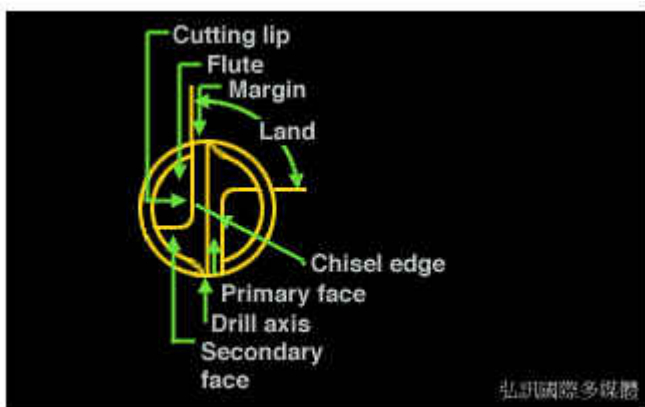 Cutting lip
Flute
Margin
Land
Chisel edge
Primary face
Drill axis
Secondary
face
弘訊國際多媒體